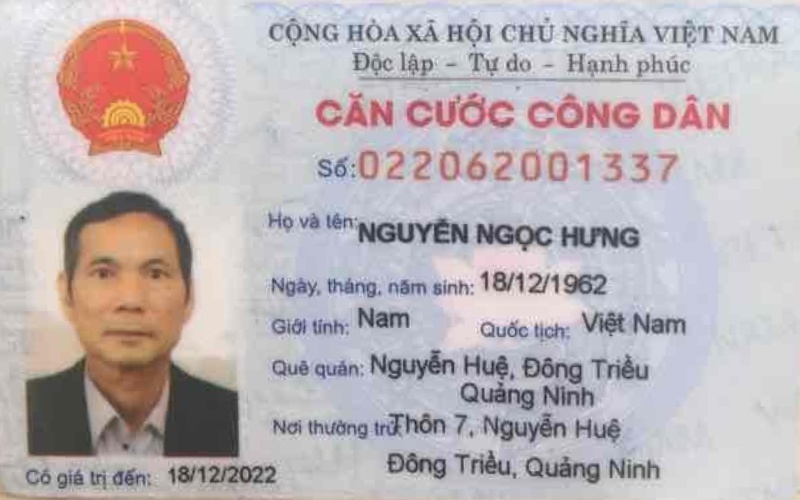 CỘNG HÒA XÃ HỘI CHỦ NGHĨA VIỆT NAM
Độc lập - Tự do - Hạnh phúc
CĂN CƯỚC CÔNG DÂN
Số: 022062001337
Họ và tên: NGUYỄN NGỌC HƯNG
Ngày, tháng, năm sinh: 18/12/1962
Giới tính: Nam Quốc tịch: Việt Nam
Quê quán: Nguyễn Huệ, Đông Triều
Quảng Ninh
Nơi thường trú: Thôn 7, Nguyễn Huệ
Đông Triều, Quảng Ninh
Có giá trị đến: 18/12/2022